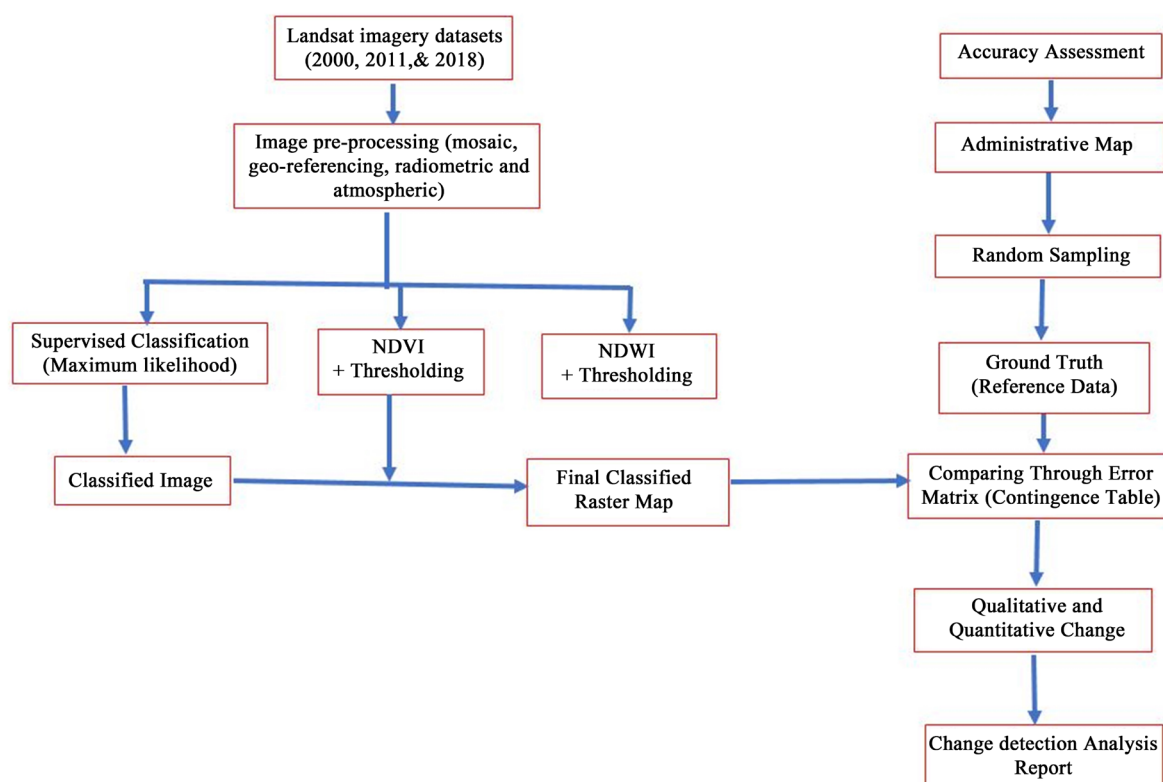 Landsat imagery datasets
(2000, 2011,& 2018)
Image pre-processing (mosaic,
geo-referencing, radiometric and
atmospheric)
Supervised Classification
(Maximum likelihood)
NDVI
+ Thresholding
NDWI
+ Thresholding
Classified Image
Final Classified
Raster Map
Accuracy Assessment
Administrative Map
Random Sampling
Ground Truth
(Reference Data)
Comparing Through Error
Matrix (Contingence Table)
Qualitative and
Quantitative Change
Change detection Analysis
Report